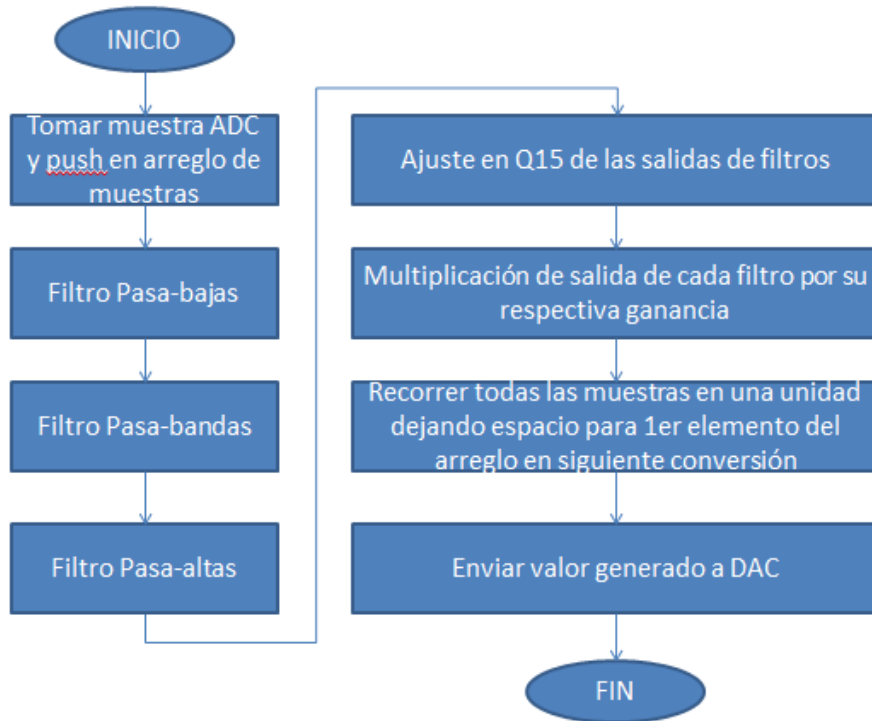 INICIO
Tomar muestra ADC
y push en arreglo de
muestras
Filtro Pasa-bajas
Filtro Pasa-bandas
Filtro Pasa-altas
Ajuste en Q15 de las salidas de filtros
Multiplicación de salida de cada filtro por su
respectiva ganancia
Recorrer todas las muestras en una unidad
dejando espacio para 1er elemento del
arreglo en siguiente conversión
Enviar valor generado a DAC
FIN